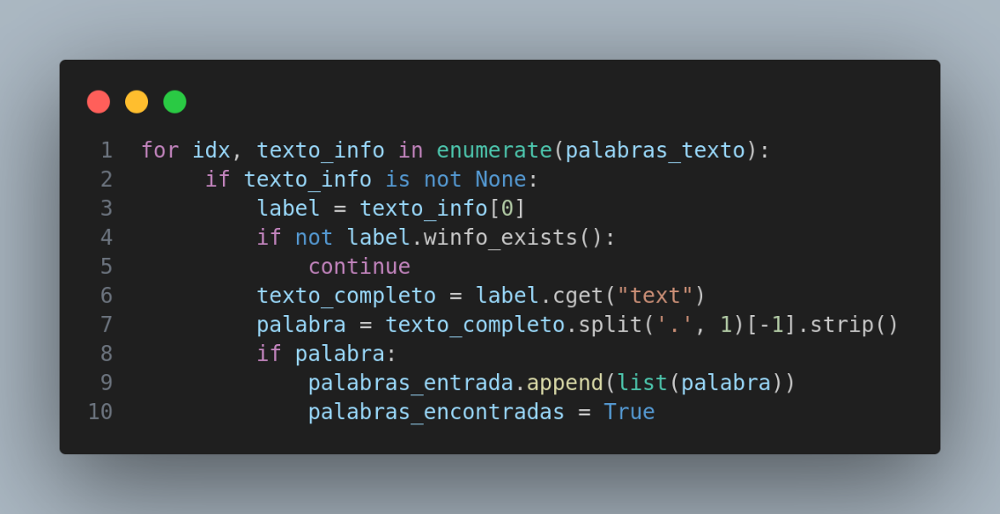 1 for idx, texto_info in enumerate(palabras_texto):
2      if texto_info is not None:
3          label = texto_info[0]
4          if not label.winfo_exists():
5              continue
6          texto_completo = label.cget("text")
7          palabra = texto_completo.split('.', 1)[-1].strip()
8          if palabra:
9              palabras_entrada.append(list(palabra))
10              palabras_encontradas = True